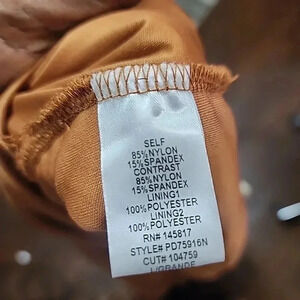 SELF
85%NYLON
15%SPANDEX
CONTRAST
85%NYLON
15%SPANDEX
LINING1
100%POLYESTER
LINING2
100%POLYESTER
RN# 145817
STYLE# PD75916N
CUT# 104759